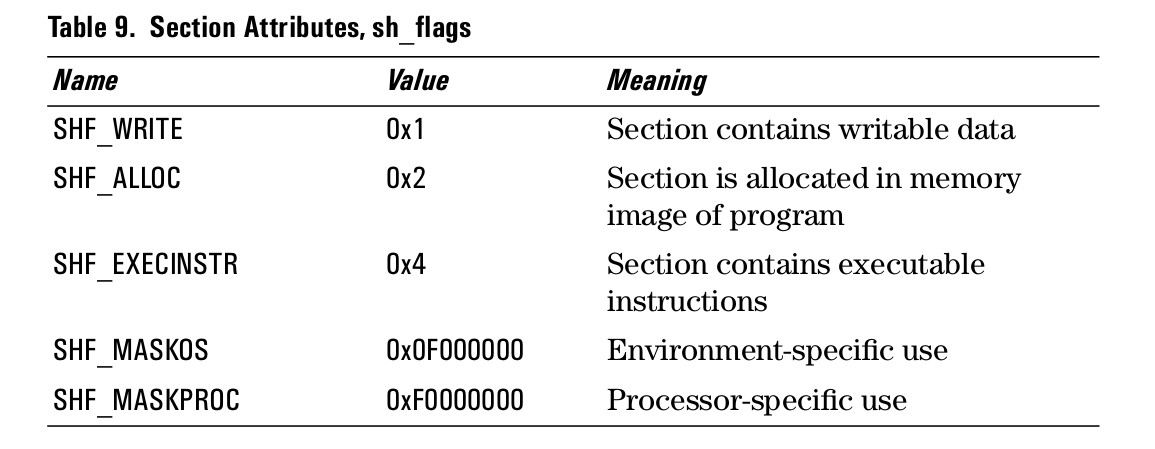 Table 9. Section Attributes, sh_flags
Name Value Meaning
SHF_WRITE 0x1 Section contains writable data
SHF_ALLOC 0x2 Section is allocated in memory
image of program
SHF_EXECINSTR 0x4 Section contains executable
instructions
SHF_MASKOS 0x0F000000 Environment-specific use
SHF_MASKPROC 0xF0000000 Processor-specific use